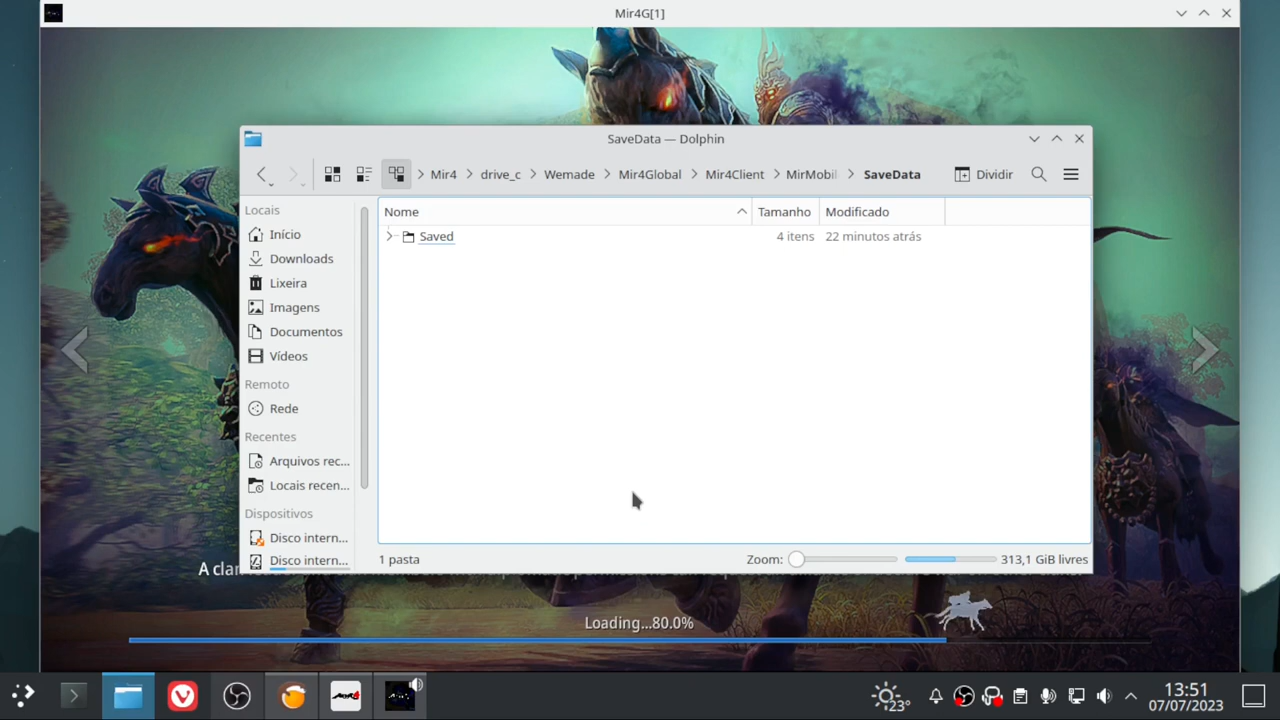 Mir4G[1]
SaveData — Dolphin
Mir4 drive_c Wemade Mir4Global Mir4Client MirMobil SaveData Dividir
Locais
Início
Downloads
Lixeira
Imagens
Documentos
Vídeos
Remoto
Rede
Recentes
Arquivos rec...
Locais recen...
Dispositivos
Disco intern...
Disco intern...
Nome Tamanho Modificado
Saved 4 itens 22 minutos atrás
1 pasta Zoom: 313,1 GiB livres
A cla
Loading...80.0%
23° 13:51
07/07/2023